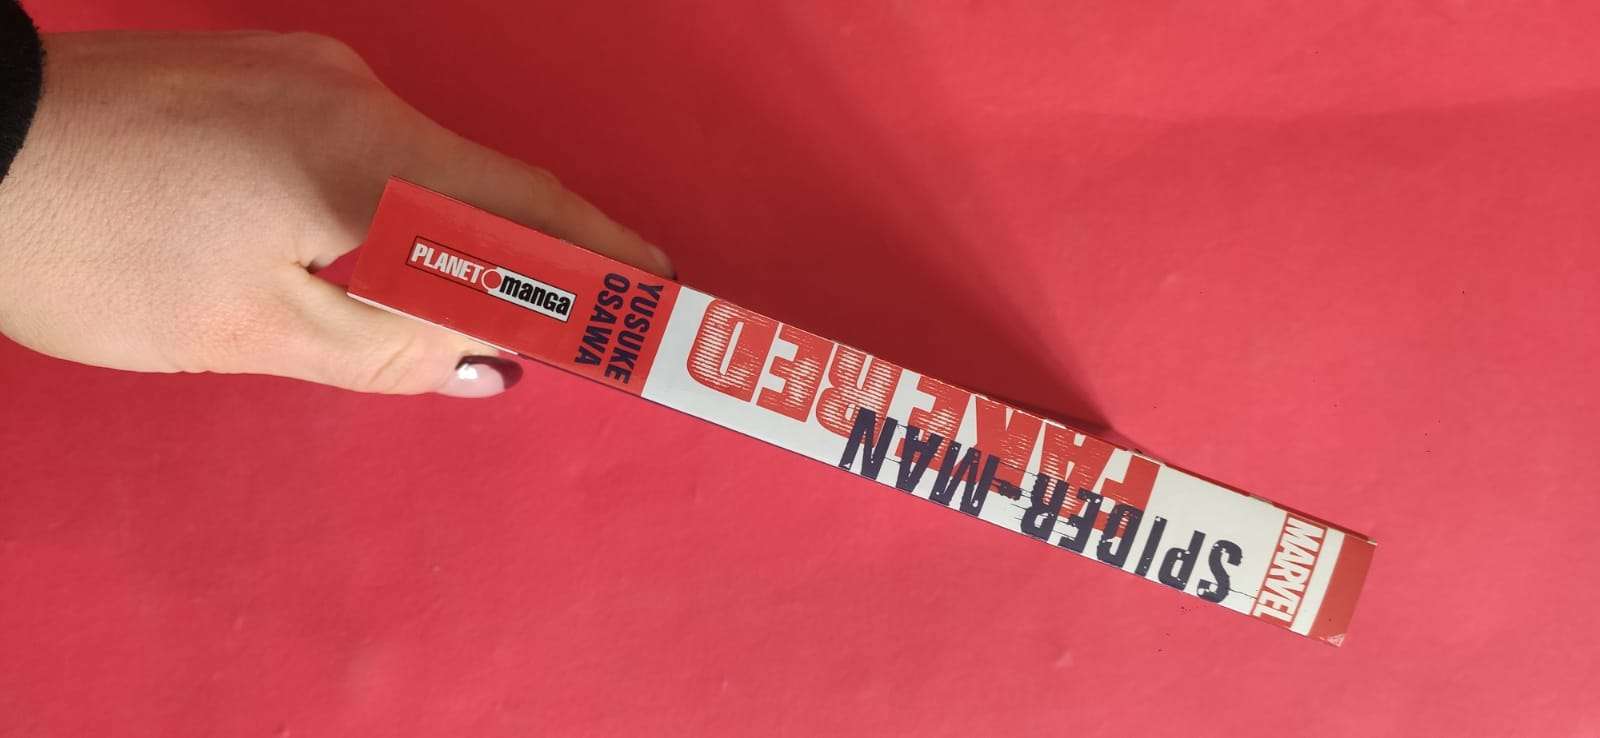 MARVEL
SPIDER-MAN
FAKE RED
YUSUKE
OSAWA
PLANET manga